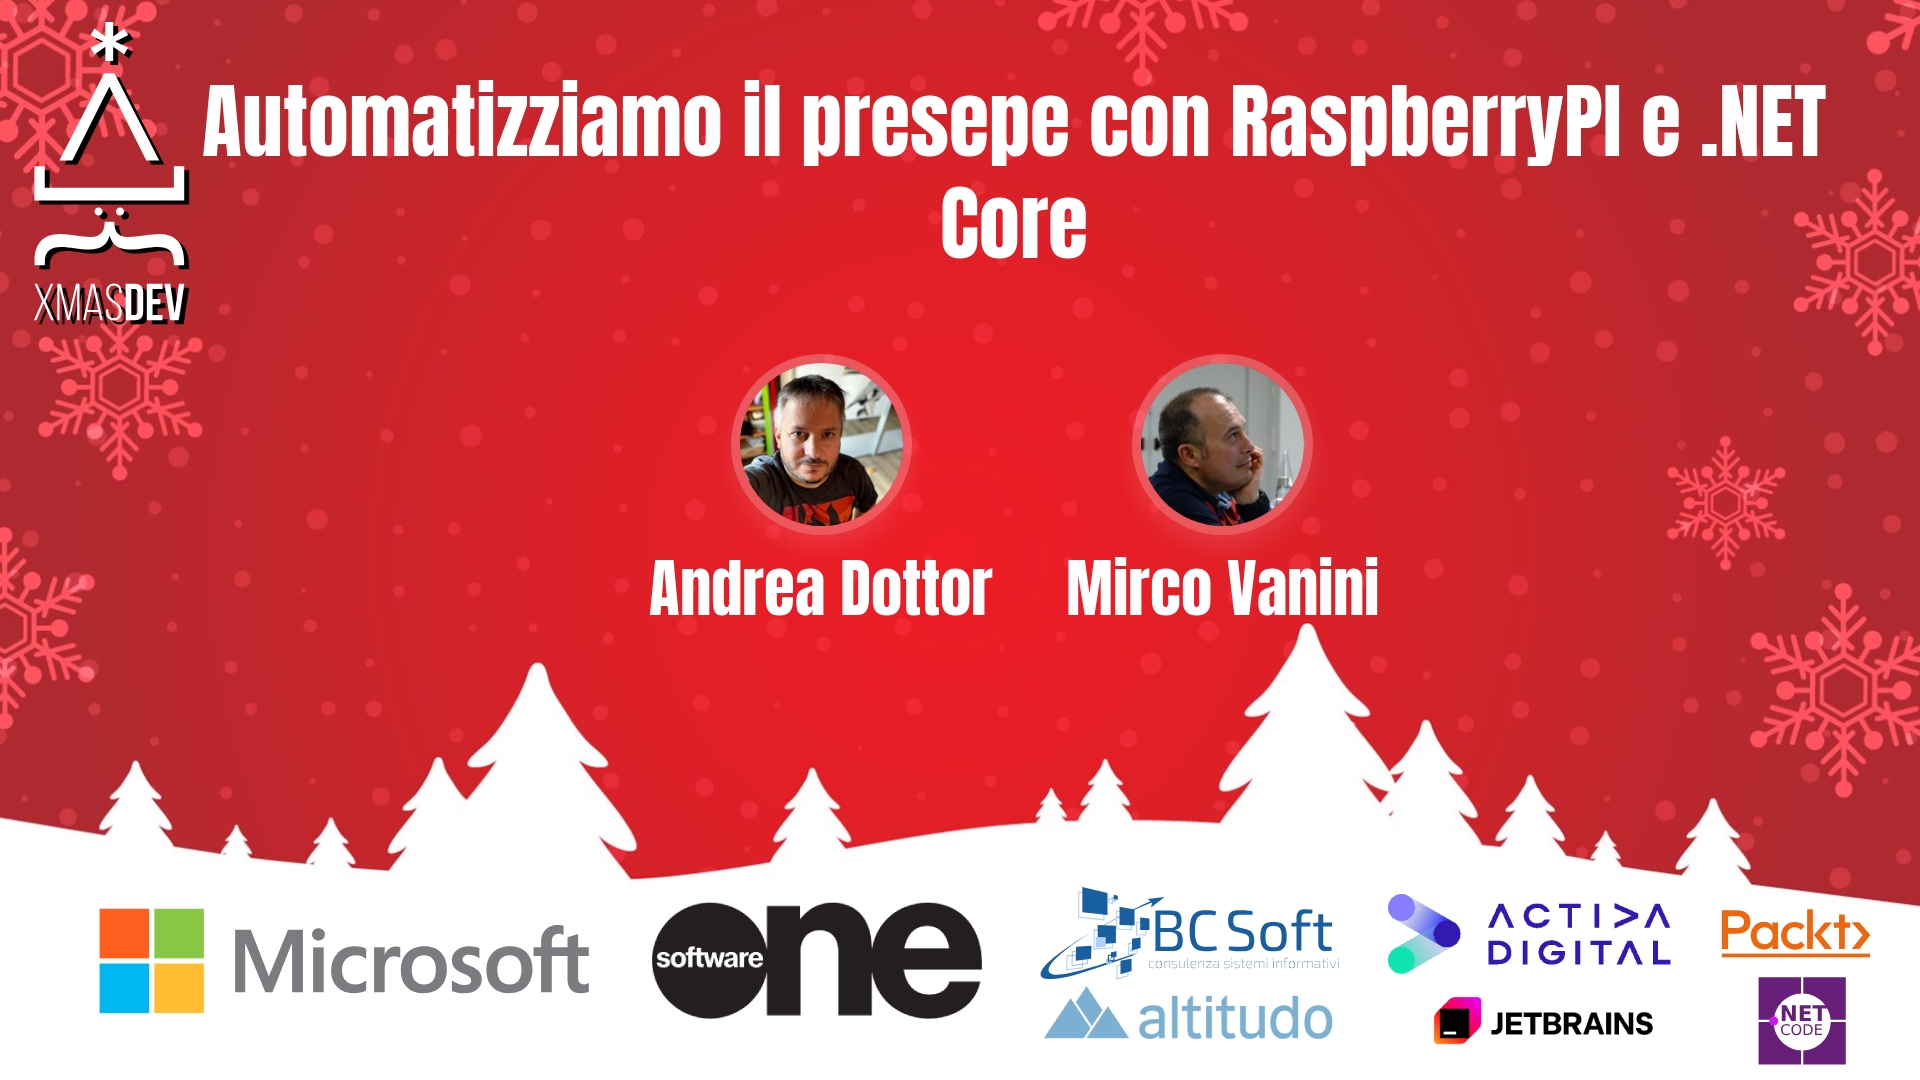 Automatizziamo il presepe con RaspberryPI e .NET
Core
XMASDEV
Andrea Dottor
Mirco Vanini
Microsoft
software one
BC Soft
consulenza sistemi informativi
altitudo
ACTIVA
DIGITAL
JETBRAINS
Packt
.NET
CODE